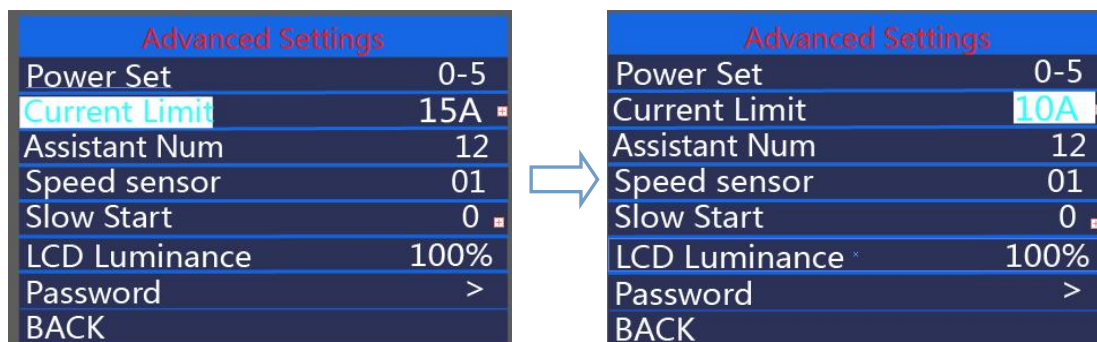 Advanced Settings
Power Set 0-5
Current Limit 15A
Assistant Num 12
Speed sensor 01
Slow Start 0
LCD Luminance 100%
Password >
BACK
Advanced Settings
Power Set 0-5
Current Limit 10A
Assistant Num 12
Speed sensor 01
Slow Start 0
LCD Luminance 100%
Password >
BACK